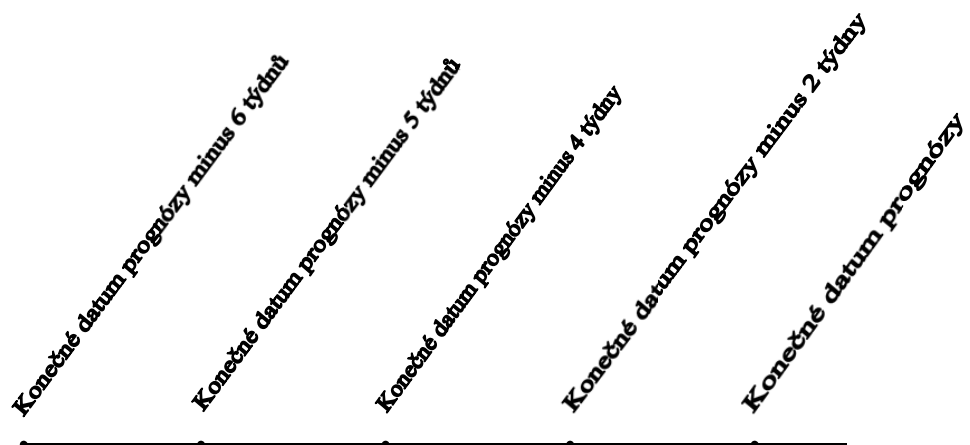 Konečné datum prognózy minus 6 týdnů
Konečné datum prognózy minus 5 týdnů
Konečné datum prognózy minus 4 týdny
Konečné datum prognózy minus 2 týdny
Konečné datum prognózy